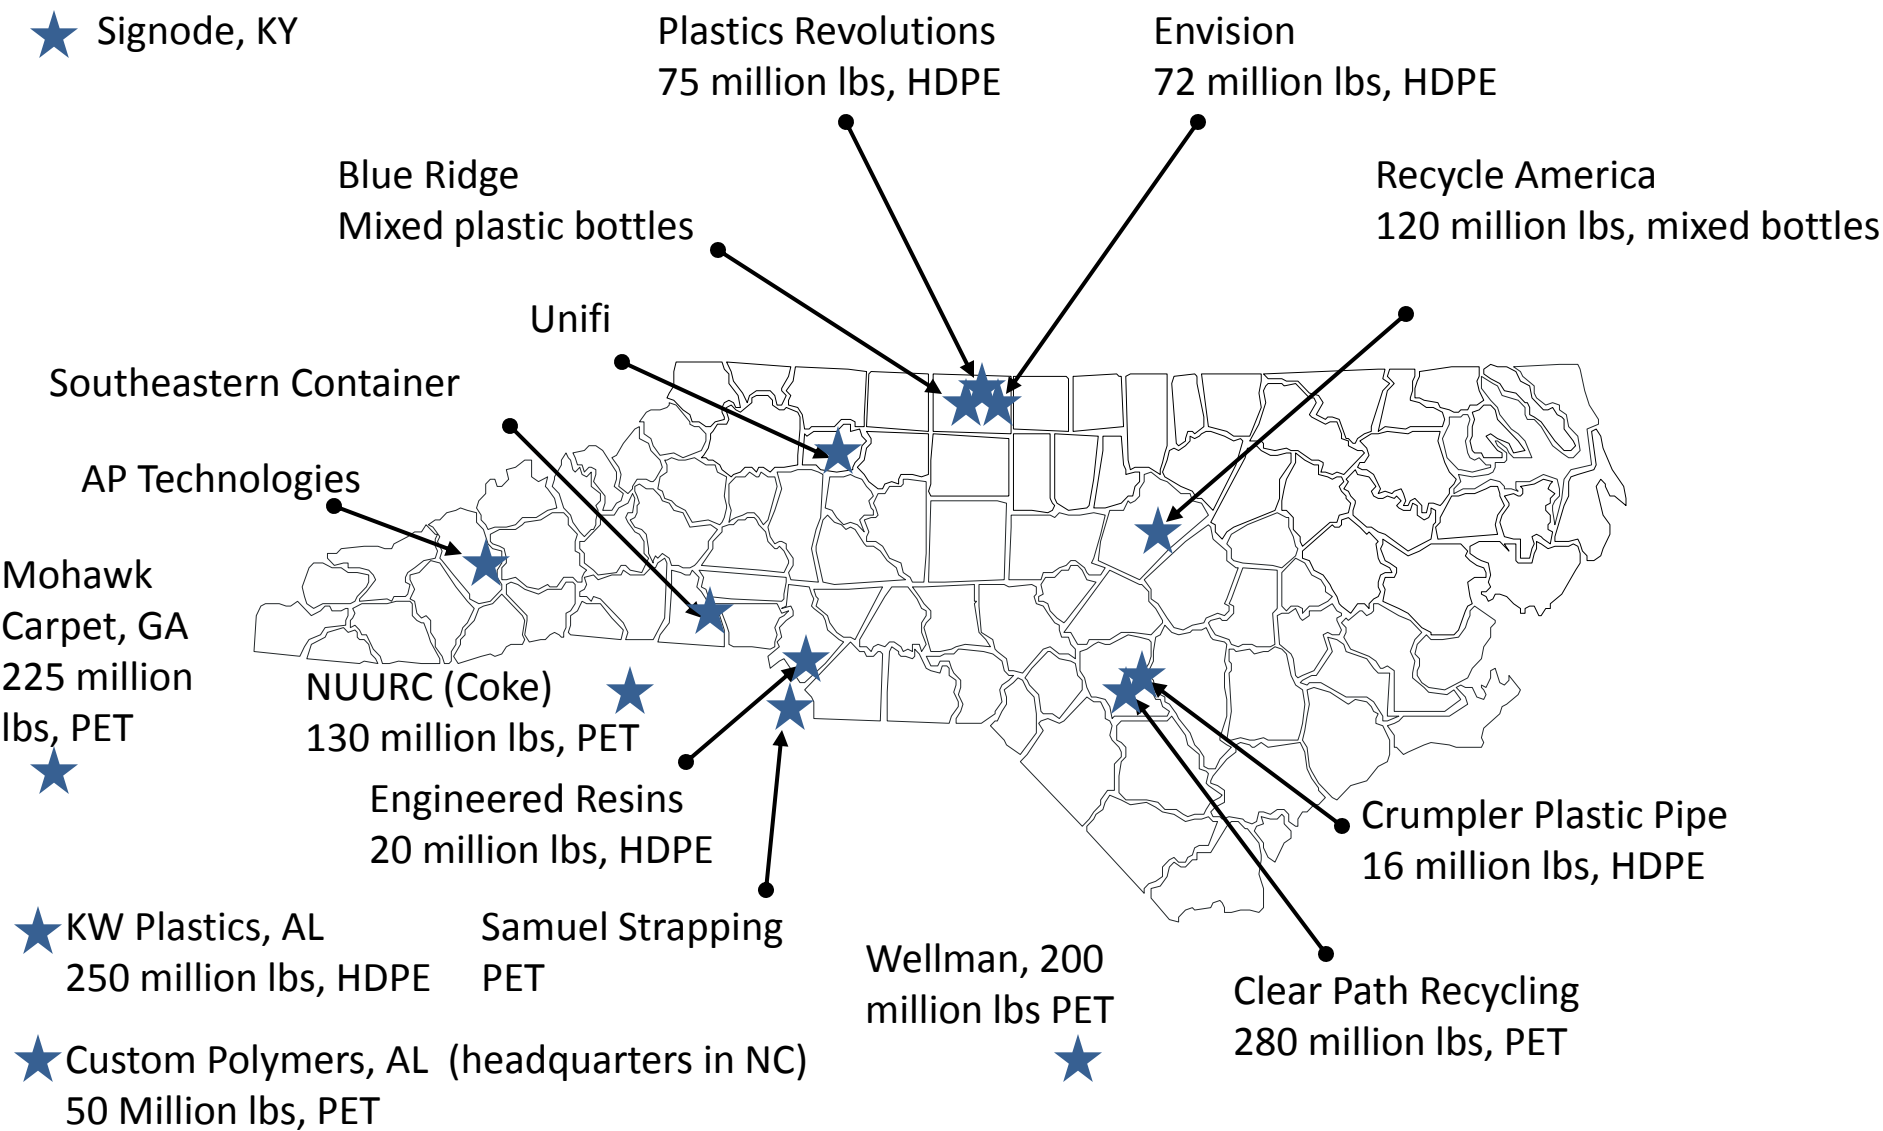 Signode, KY
Plastics Revolutions
75 million lbs, HDPE
Envision
72 million lbs, HDPE
Blue Ridge
Mixed plastic bottles
Recycle America
120 million lbs, mixed bottles
Unifi
Southeastern Container
AP Technologies
Mohawk
Carpet, GA
225 million
lbs, PET
NUURC (Coke)
130 million lbs, PET
Engineered Resins
20 million lbs, HDPE
Crumpler Plastic Pipe
16 million lbs, HDPE
KW Plastics, AL
250 million lbs, HDPE
Samuel Strapping
PET
Wellman, 200
million lbs PET
Clear Path Recycling
280 million lbs, PET
Custom Polymers, AL (headquarters in NC)
50 Million lbs, PET